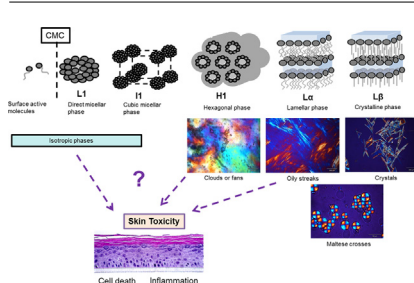 CMC
L1
I1
H1
Lα
Lβ
Surface active
molecules
Direct micellar
phase
Cubic micellar
phase
Hexagonal phase
Lamellar phase
Crystalline phase
Isotropic phases
Clouds or fans
Oily streaks
Crystals
?
Maltese crosses
Skin Toxicity
Cell death
Inflammation